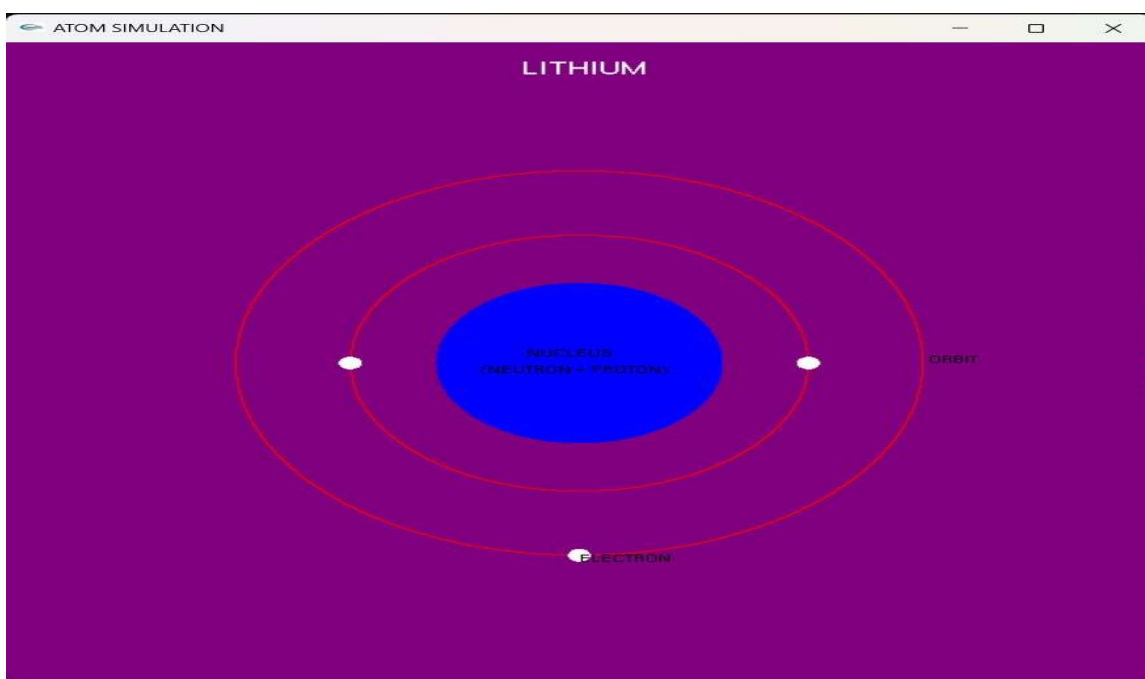 ATOM SIMULATION
LITHIUM
NUCLEUS
(NEUTRON + PROTON)
ORBIT
ELECTRON